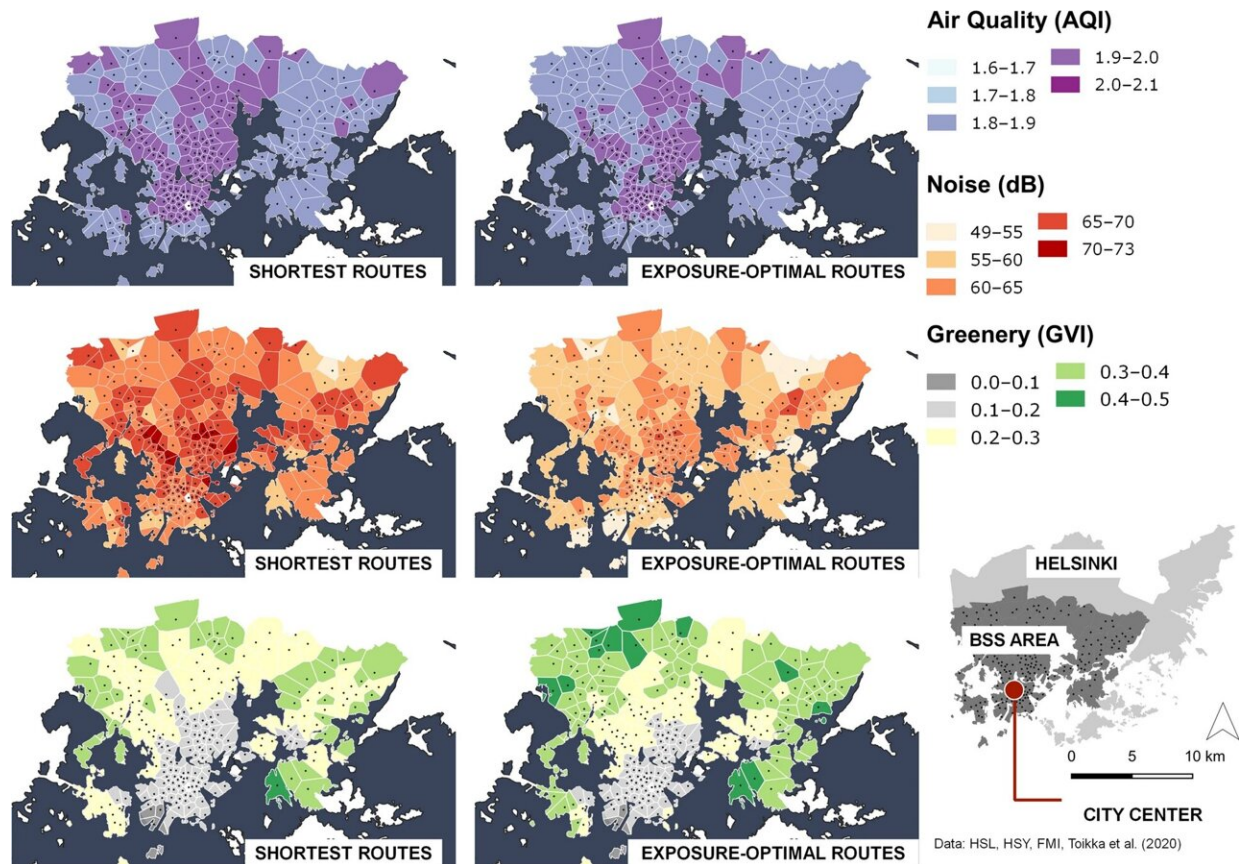 Air Quality (AQI)
1.6–1.7
1.7–1.8
1.8–1.9
1.9–2.0
2.0–2.1
SHORTEST ROUTES
EXPOSURE-OPTIMAL ROUTES
Noise (dB)
49–55
55–60
60–65
65–70
70–73
SHORTEST ROUTES
EXPOSURE-OPTIMAL ROUTES
Greenery (GVI)
0.0–0.1
0.1–0.2
0.2–0.3
0.3–0.4
0.4–0.5
SHORTEST ROUTES
EXPOSURE-OPTIMAL ROUTES
HELSINKI
BSS AREA
0 5 10 km
CITY CENTER
Data: HSL, HSY, FMI, Toikka et al. (2020)